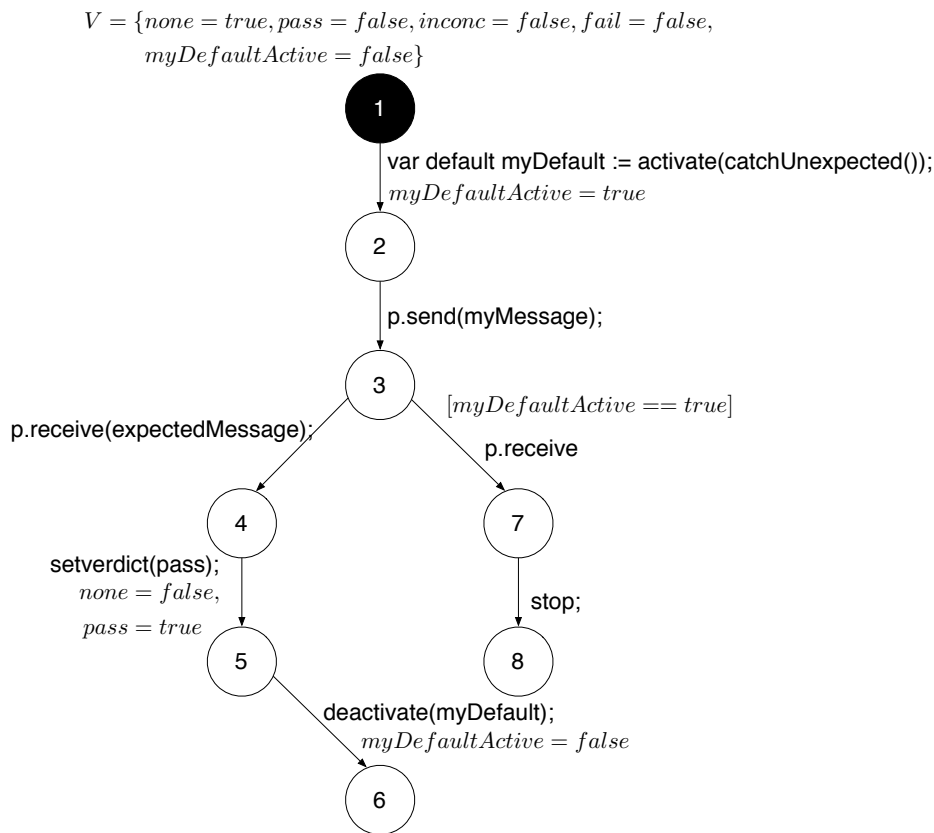 V = {none = true, pass = false, inconc = false, fail = false,
myDefaultActive = false}
1
var default myDefault := activate(catchUnexpected());
myDefaultActive = true
2
p.send(myMessage);
3
[myDefaultActive == true]
p.receive(expectedMessage);
p.receive
4
7
setverdict(pass);
none = false,
stop;
pass = true
5
8
deactivate(myDefault);
myDefaultActive = false
6